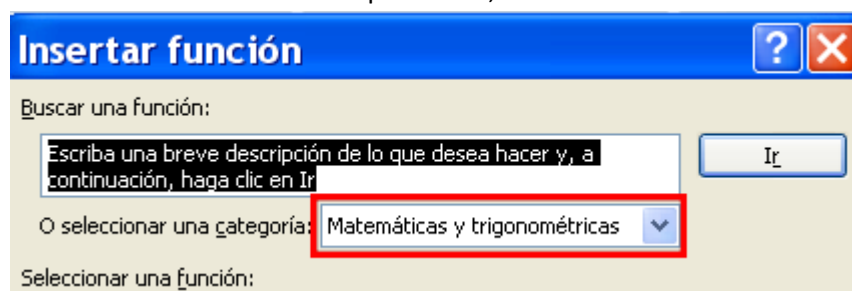 Insertar función
?
Buscar una función:
Escriba una breve descripción de lo que desea hacer y, a
continuación, haga clic en Ir
Ir
O seleccionar una categoría: Matemáticas y trigonométricas
Seleccionar una función: